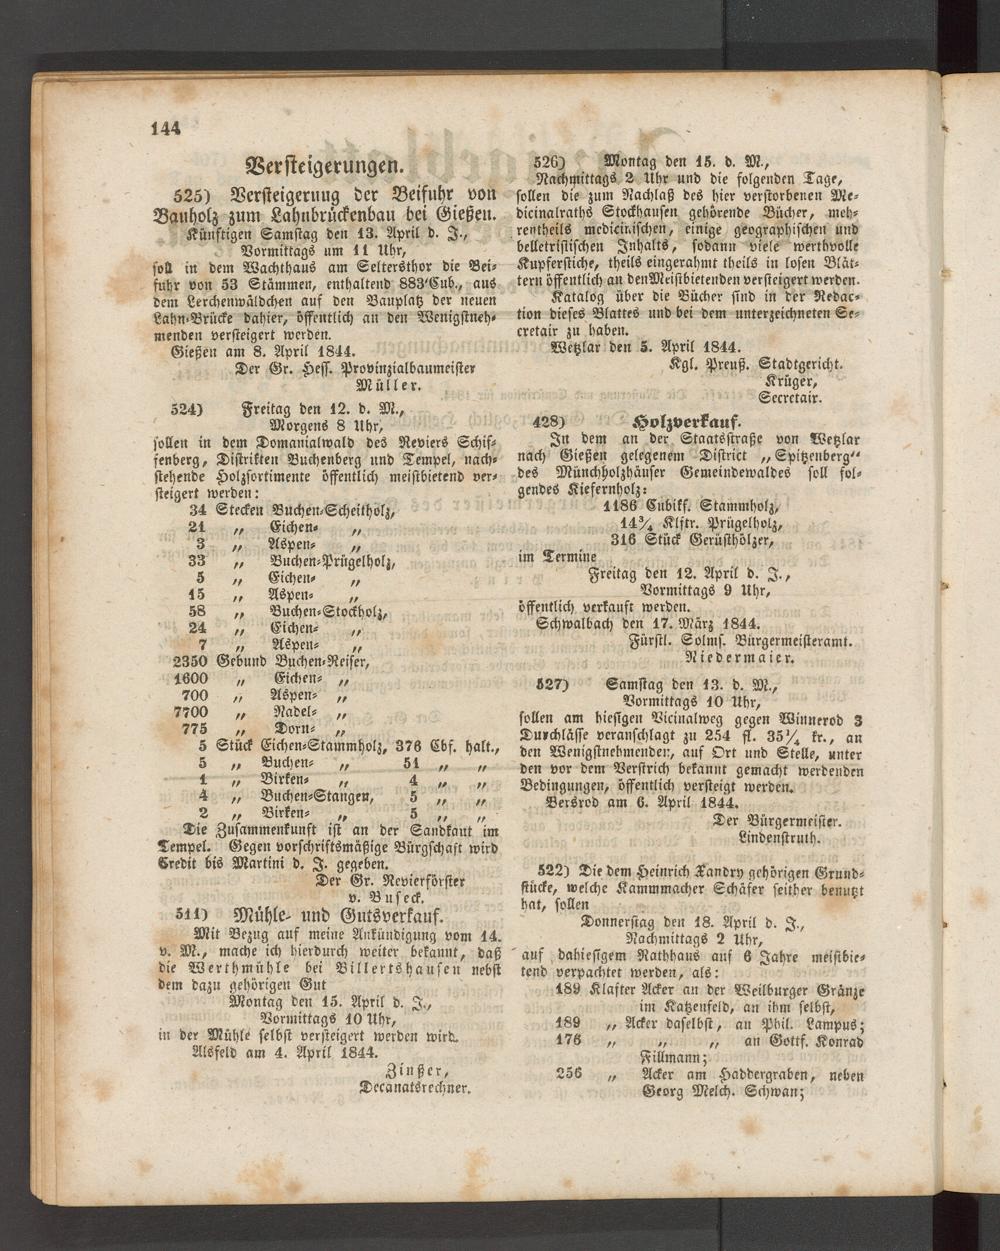 144
Versteigerungen.
525) Versteigerung der Beifuhr von
Bauholz zum Lahnbrückenbau bei Gießen.
Künftigen Samstag den 13. April d. J.,
Vormittags um 11 Uhr,
soll in dem Wachthaus am Seltersthor die Bei-
fuhr von 53 Stämmen, enthaltend 883'Cub., aus
dem Lerchenwäldchen auf den Bauplatz der neuen
Lahn-Brücke dahier, öffentlich an den Wenigstneh-
menden versteigert werden.
Gießen am 8. April 1844.
Der Gr. Hess. Provinzialbaumeister
Müller.
524) Freitag den 12. d. M.,
Morgens 8 Uhr,
sollen in dem Domanialwald des Reviers Schif-
fenberg, Distrikten Buchenberg und Tempel, nach-
stehende Holzsortimente öffentlich meistbietend ver-
steigert werden:
34 Stecken Buchen-Scheitholz,
21 „ Eichen- „
3 „ Aspen- „
33 „ Buchen-Prügelholz,
5 „ Eichen- „
15 „ Aspen- „
58 „ Buchen-Stockholz,
24 „ Eichen- „
7 „ Aspen- „
2350 Gebund Buchen-Reiser,
1600 „ Eichen- „
700 „ Aspen- „
7700 „ Nadel- „
775 „ Dorn- „
5 Stück Eichen-Stammholz, 376 Cbf. halt.,
5 „ Buchen- „ 51 „ „
1 „ Birken- „ 4 „ „
4 „ Buchen-Stangen, 5 „ „
2 „ Birken- „ 5 „ „
Die Zusammenkunft ist an der Sandkaut im
Tempel. Gegen vorschriftsmäßige Bürgschaft wird
Credit bis Martini d. J. gegeben.
Der Gr. Revierförster
v. Buseck.
511) Mühle- und Gutsverkauf.
Mit Bezug auf meine Ankündigung vom 14.
v. M., mache ich hierdurch weiter bekannt, daß
die Werthmühle bei Billertshausen nebst
dem dazu gehörigen Gut
Montag den 15. April d. J.,
Vormittags 10 Uhr,
in der Mühle selbst versteigert werden wird.
Alsfeld am 4. April 1844.
Zinßer,
Decanatsrechner.
526) Montag den 15. d. M.,
Nachmittags 2 Uhr und die folgenden Tage,
sollen die zum Nachlaß des hier verstorbenen Me-
dicinalraths Stockhausen gehörende Bücher, meh-
rentheils medicinischen, einige geographischen und
belletristischen Inhalts, sodann viele werthvolle
Kupferstiche, theils eingerahmt theils in losen Blät-
tern öffentlich an den Meistbietenden versteigert werden.
Katalog über die Bücher sind in der Redac-
tion dieses Blattes und bei dem unterzeichneten Se-
cretair zu haben.
Wetzlar den 5. April 1844.
Kgl. Preuß. Stadtgericht.
Krüger,
Secretair.
428) Holzverkauf.
In dem an der Staatsstraße von Wetzlar
nach Gießen gelegenem District „Spitzenberg“
des Münchholzhäuser Gemeindewaldes soll fol-
gendes Kiefernholz:
1186 Cubikf. Stammholz,
14¾ Klftr. Prügelholz,
316 Stück Gerüsthölzer,
im Termine
Freitag den 12. April d. J.,
Vormittags 9 Uhr,
öffentlich verkauft werden.
Schwalbach den 17. März 1844.
Fürstl. Solms. Bürgermeisteramt.
Niedermaier.
527) Samstag den 13. d. M.,
Vormittags 10 Uhr,
sollen am hiesigen Vicinalweg gegen Winnerod 3
Durchlässe veranschlagt zu 254 fl. 35¼ kr., an
den Wenigstnehmenden, auf Ort und Stelle, unter
den vor dem Verstrich bekannt gemacht werdenden
Bedingungen, öffentlich versteigt werden.
Bersrod am 6. April 1844.
Der Bürgermeister.
Lindenstruth.
522) Die dem Heinrich Xandry gehörigen Grund-
stücke, welche Kammmacher Schäfer seither benutzt
hat, sollen
Donnerstag den 18. April d. J.,
Nachmittags 2 Uhr,
auf dahiesigem Rathhaus auf 6 Jahre meistbie-
tend verpachtet werden, als:
189 Klafter Acker an der Weilburger Gränze
im Katzenfeld, an ihm selbst,
189 „ Acker daselbst, an Phil. Lampus;
176 „ „ „ an Gottf. Konrad
Fillmann;
256 „ Acker am Haddergraben, neben
Georg Melch. Schwan;